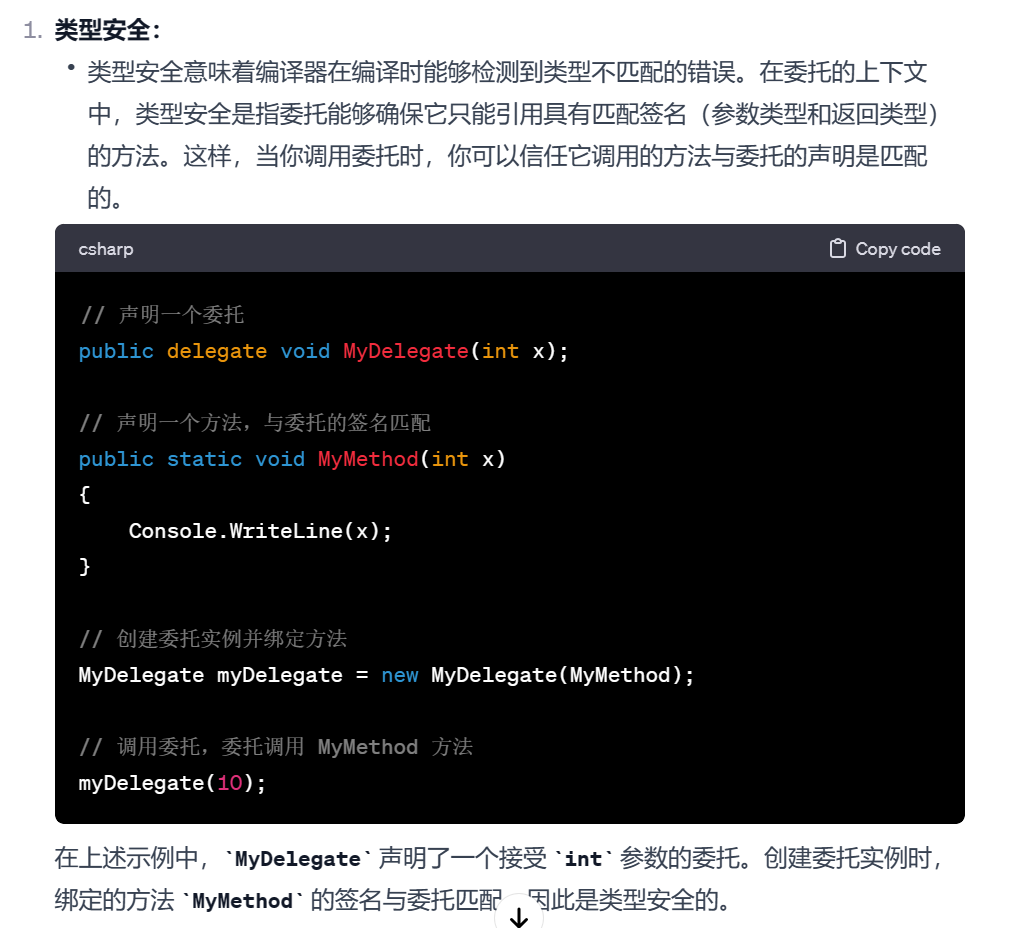 1. 类型安全：
• 类型安全意味着编译器在编译时能够检测到类型不匹配的错误。在委托的上下文
中，类型安全是指委托能够确保它只能引用具有匹配签名（参数类型和返回类型）
的方法。这样，当你调用委托时，你可以信任它调用的方法与委托的声明是匹配
的。
csharp Copy code
// 声明一个委托
public delegate void MyDelegate(int x);
// 声明一个方法，与委托的签名匹配
public static void MyMethod(int x)
{
    Console.WriteLine(x);
}
// 创建委托实例并绑定方法
MyDelegate myDelegate = new MyDelegate(MyMethod);
// 调用委托，委托调用 MyMethod 方法
myDelegate(10);
在上述示例中，`MyDelegate` 声明了一个接受 `int` 参数的委托。创建委托实例时，
绑定的方法 `MyMethod` 的签名与委托匹配，因此是类型安全的。